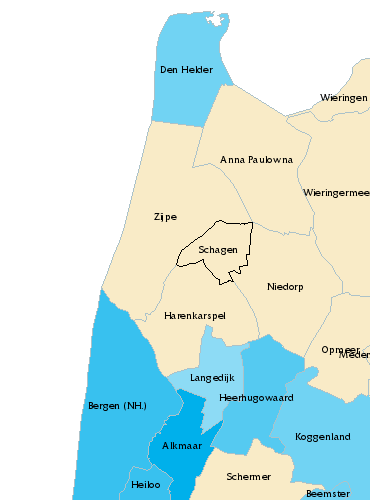 Den Helder
Wieringen
Anna Paulowna
Wieringermee
Zijpe
Schagen
Niedorp
Harenkarspel
Opmeer
Medem
Langedijk
Heerhugowaard
Bergen (NH.)
Koggenland
Alkmaar
Schermer
Heiloo
Beemster